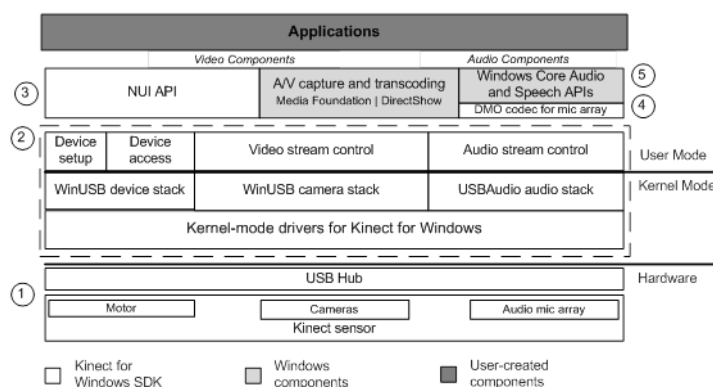 Applications
Video Components
Audio Components
3
NUI API
A/V capture and transcoding
Media Foundation | DirectShow
Windows Core Audio
and Speech APIs
5
DMO codec for mic array
4
2
Device
setup
Device
access
Video stream control
Audio stream control
User Mode
WinUSB device stack
WinUSB camera stack
USBAudio audio stack
Kernel Mode
Kernel-mode drivers for Kinect for Windows
USB Hub
Hardware
1
Motor
Cameras
Audio mic array
Kinect sensor
Kinect for
Windows SDK
Windows
components
User-created
components